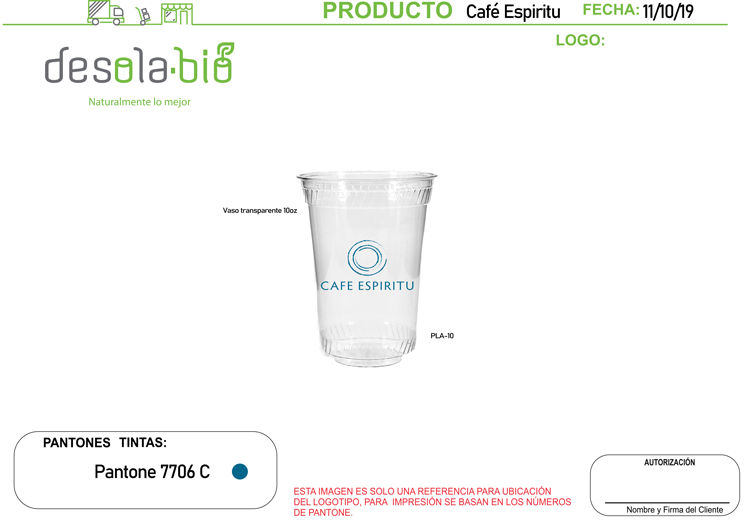 PRODUCTO Café Espiritu FECHA: 11/10/19
LOGO:
desola·bio
Naturalmente lo mejor
Vaso transparente 10oz
CAFE ESPIRITU
PLA-10
PANTONES TINTAS:
Pantone 7706 C
ESTA IMAGEN ES SOLO UNA REFERENCIA PARA UBICACIÓN
DEL LOGOTIPO, PARA IMPRESIÓN SE BASAN EN LOS NÚMEROS
DE PANTONE.
AUTORIZACIÓN
Nombre y Firma del Cliente